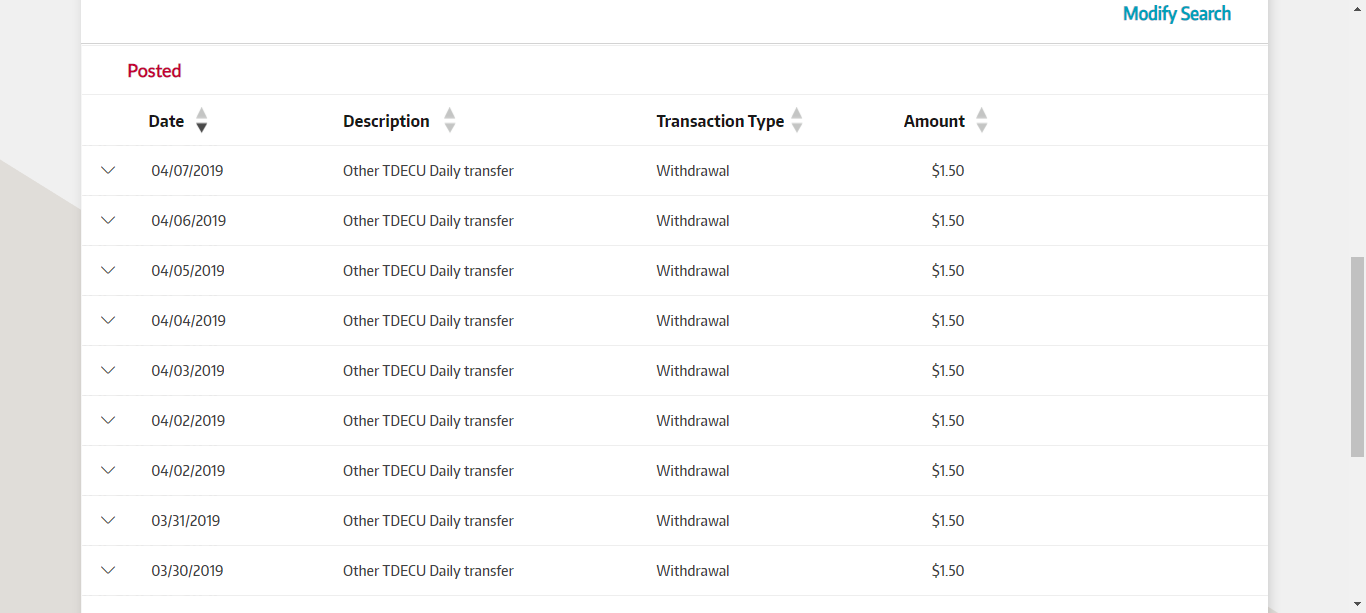 Modify Search
Posted
Date Description Transaction Type Amount
04/07/2019 Other TDECU Daily transfer Withdrawal $1.50
04/06/2019 Other TDECU Daily transfer Withdrawal $1.50
04/05/2019 Other TDECU Daily transfer Withdrawal $1.50
04/04/2019 Other TDECU Daily transfer Withdrawal $1.50
04/03/2019 Other TDECU Daily transfer Withdrawal $1.50
04/02/2019 Other TDECU Daily transfer Withdrawal $1.50
04/02/2019 Other TDECU Daily transfer Withdrawal $1.50
03/31/2019 Other TDECU Daily transfer Withdrawal $1.50
03/30/2019 Other TDECU Daily transfer Withdrawal $1.50